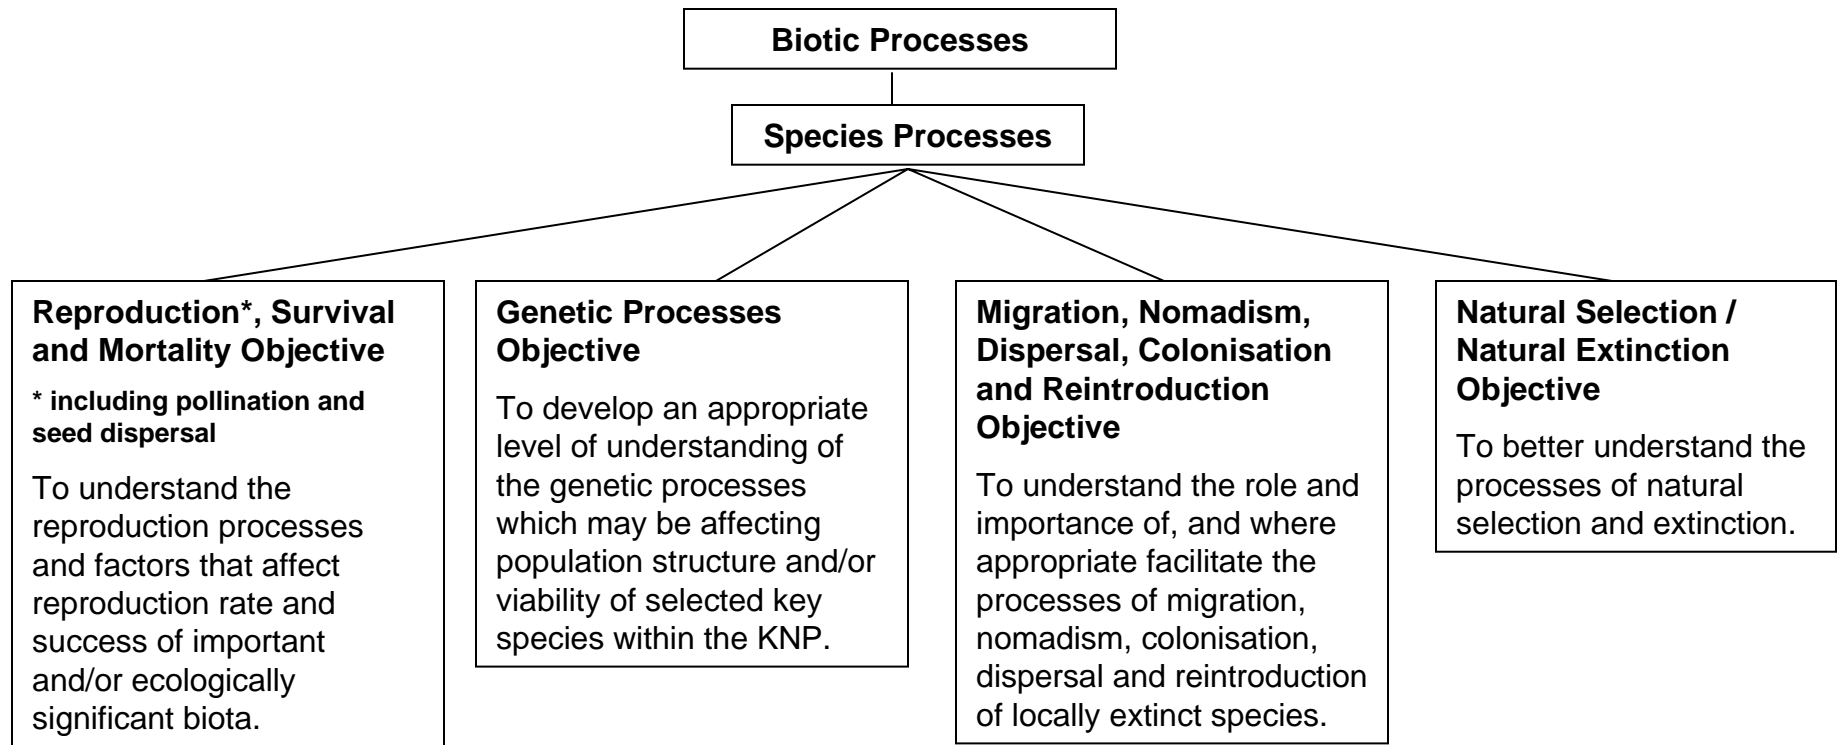 Biotic Processes
Species Processes
Reproduction*, Survival
and Mortality Objective
* including pollination and
seed dispersal
To understand the
reproduction processes
and factors that affect
reproduction rate and
success of important
and/or ecologically
significant biota.
Genetic Processes
Objective
To develop an appropriate
level of understanding of
the genetic processes
which may be affecting
population structure and/or
viability of selected key
species within the KNP.
Migration, Nomadism,
Dispersal, Colonisation
and Reintroduction
Objective
To understand the role and
importance of, and where
appropriate facilitate the
processes of migration,
nomadism, colonisation,
dispersal and reintroduction
of locally extinct species.
Natural Selection /
Natural Extinction
Objective
To better understand the
processes of natural
selection and extinction.